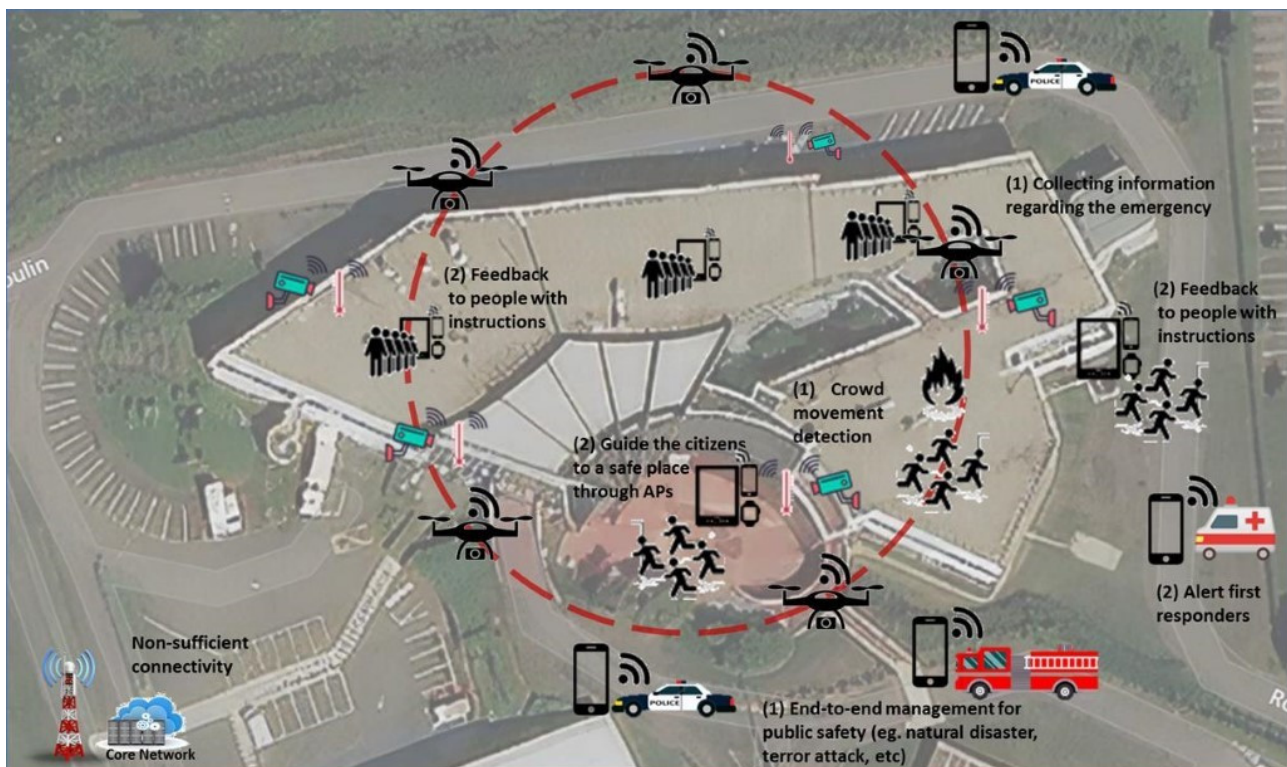 POLICE
(1) Collecting information
regarding the emergency
oulin
(2) Feedback
to people with
instructions
(2) Feedback
to people with
instructions
(1) Crowd
movement
detection
(2) Guide the citizens
to a safe place
through APs
(2) Alert first
responders
Non-sufficient
connectivity
Core Network
POLICE
(1) End-to-end management for
public safety (eg. natural disaster,
terror attack, etc)